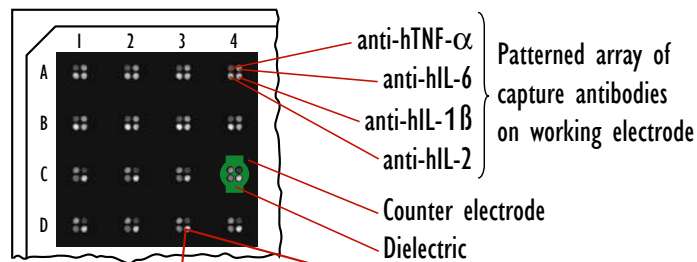 1 2 3 4
A
B
C
D
anti-hTNF-α
anti-hIL-6
anti-hIL-1ß
anti-hIL-2
Patterned array of
capture antibodies
on working electrode
Counter electrode
Dielectric